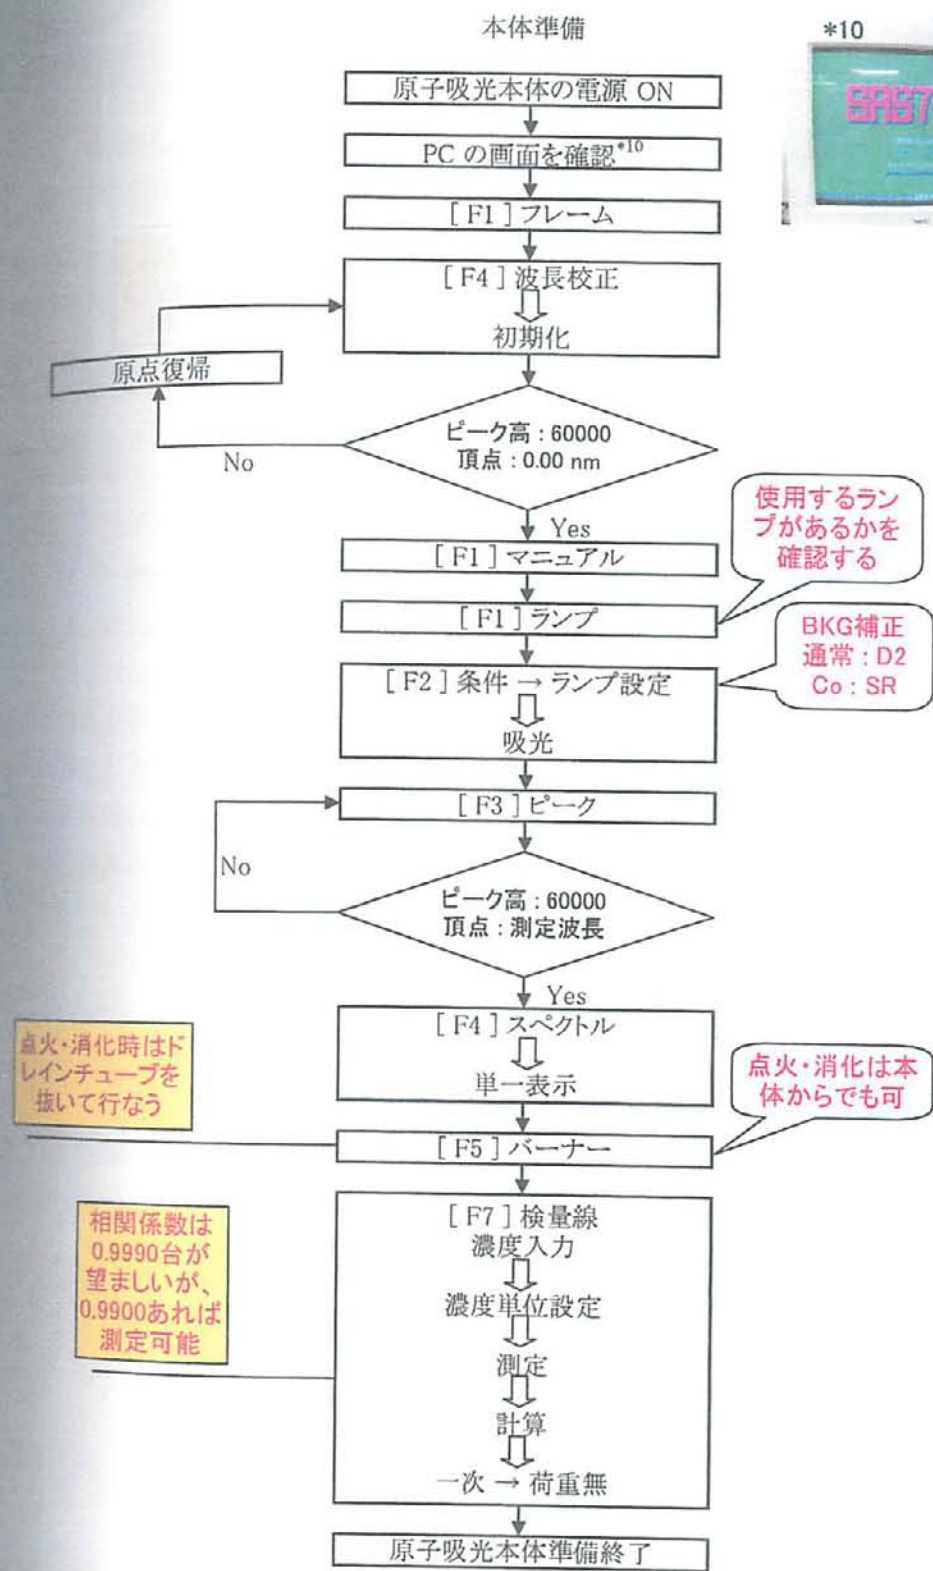 本体準備
*10
SAS7
原子吸光本体の電源 ON
PC の画面を確認*10
[ F1 ] フレーム
[ F4 ] 波長校正
初期化
原点復帰
ピーク高 : 60000
頂点 : 0.00 nm
No
Yes
使用するラン
プがあるかを
確認する
[ F1 ] マニュアル
[ F1 ] ランプ
BKG補正
通常 : D2
Co : SR
[ F2 ] 条件 → ランプ設定
吸光
[ F3 ] ピーク
No
ピーク高 : 60000
頂点 : 測定波長
Yes
[ F4 ] スペクトル
単一表示
点火・消化時はド
レインチューブを
抜いて行なう
点火・消化は本
体からでも可
[ F5 ] バーナー
[ F7 ] 検量線
濃度入力
濃度単位設定
測定
計算
一次 → 荷重無
相関係数は
0.9990台が
望ましいが、
0.9900あれば
測定可能
原子吸光本体準備終了